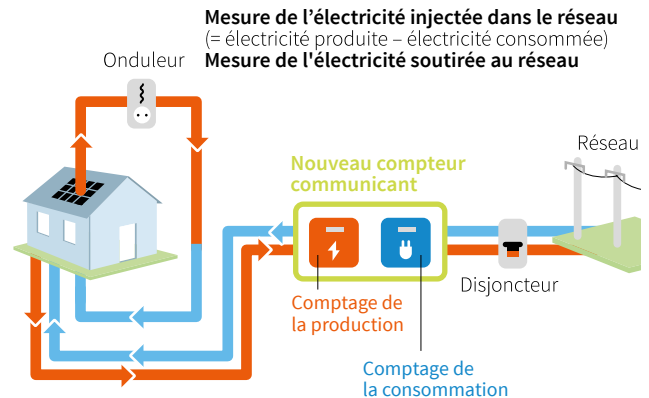 Mesure de l’électricité injectée dans le réseau
(= électricité produite – électricité consommée)
Mesure de l'électricité soutirée au réseau
Onduleur
Réseau
Nouveau compteur
communicant
Disjoncteur
Comptage de
la production
Comptage de
la consommation